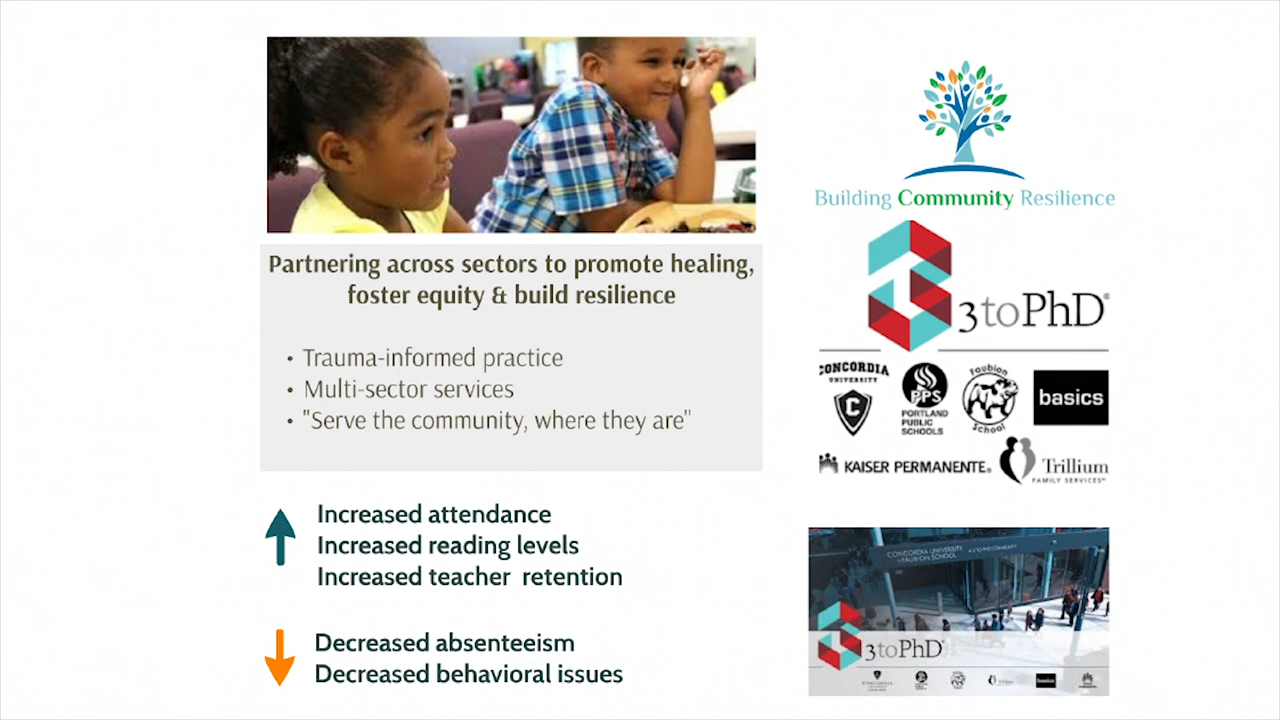 Building Community Resilience
Partnering across sectors to promote healing,
foster equity & build resilience
• Trauma-informed practice
• Multi-sector services
• "Serve the community, where they are"
Increased attendance
Increased reading levels
Increased teacher retention
Decreased absenteeism
Decreased behavioral issues
3toPhD®
CONCORDIA
UNIVERSITY
C
PPS
PORTLAND
PUBLIC
SCHOOLS
Faubion
School
basics
KAISER PERMANENTE®
Trillium
FAMILY SERVICES
CONCORDIA UNIVERSITY
FAUBION SCHOOL
3toPhD